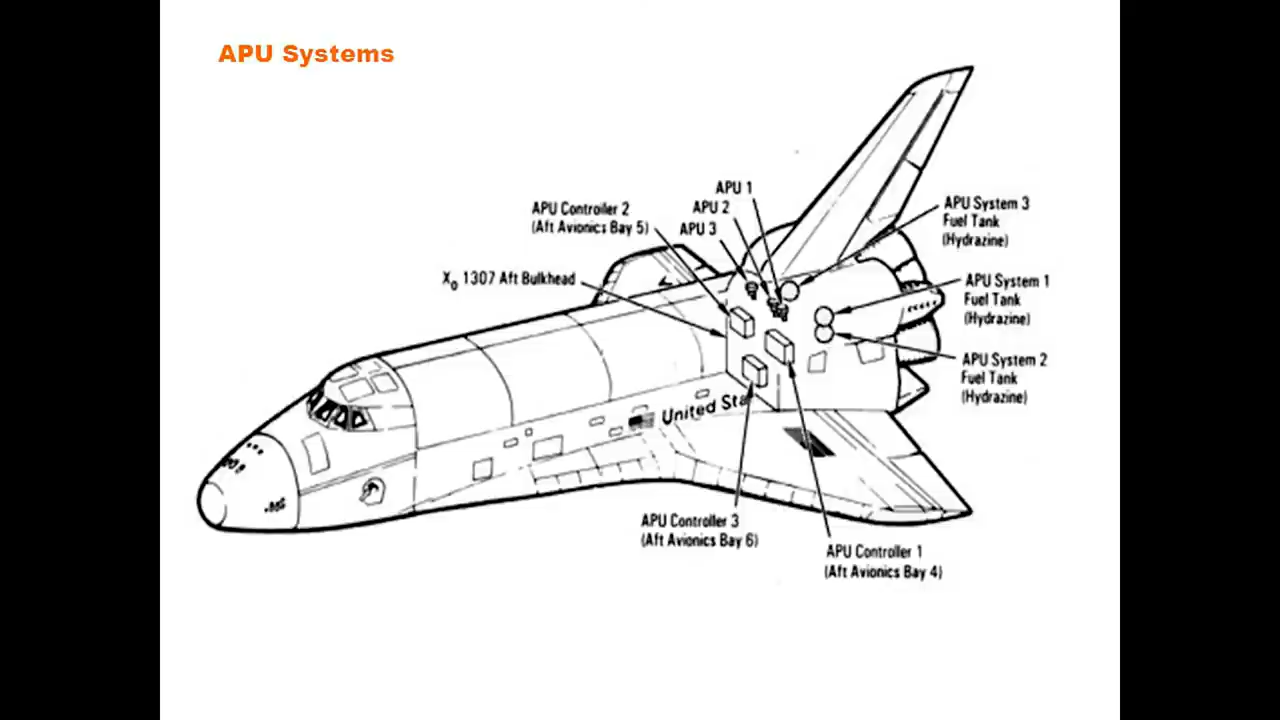 APU Systems
APU 1
APU 2
APU 3
APU Controller 2
(Aft Avionics Bay 5)
X₀ 1307 Aft Bulkhead
APU System 3
Fuel Tank
(Hydrazine)
APU System 1
Fuel Tank
(Hydrazine)
APU System 2
Fuel Tank
(Hydrazine)
United Sta
APU Controller 3
(Aft Avionics Bay 6)
APU Controller 1
(Aft Avionics Bay 4)